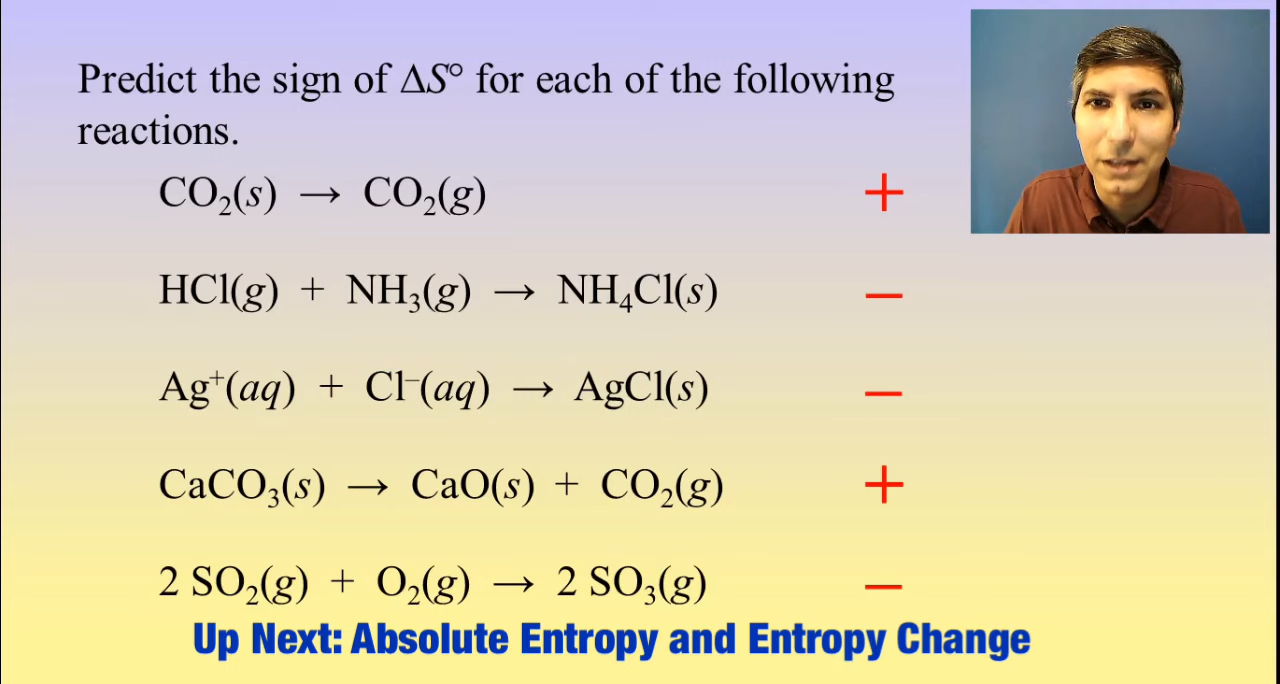 Predict the sign of ΔS° for each of the following
reactions.
CO₂(s) → CO₂(g) +
HCl(g) + NH₃(g) → NH₄Cl(s) –
Ag⁺(aq) + Cl⁻(aq) → AgCl(s) –
CaCO₃(s) → CaO(s) + CO₂(g) +
2 SO₂(g) + O₂(g) → 2 SO₃(g) –
Up Next: Absolute Entropy and Entropy Change